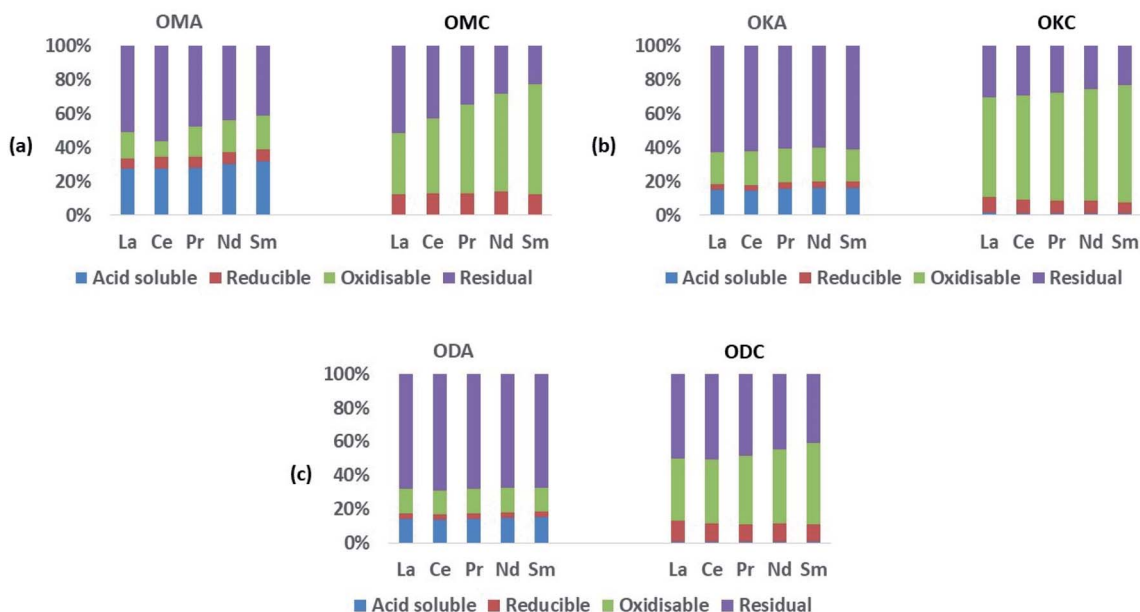 OMA
OMC
100%
80%
60%
40%
20%
0%
(a)
La Ce Pr Nd Sm
La Ce Pr Nd Sm
Acid soluble Reducible Oxidisable Residual
OKA
OKC
100%
80%
60%
40%
20%
0%
(b)
La Ce Pr Nd Sm
La Ce Pr Nd Sm
Acid soluble Reducible Oxidisable Residual
ODA
ODC
100%
80%
60%
40%
20%
0%
(c)
La Ce Pr Nd Sm
La Ce Pr Nd Sm
Acid soluble Reducible Oxidisable Residual